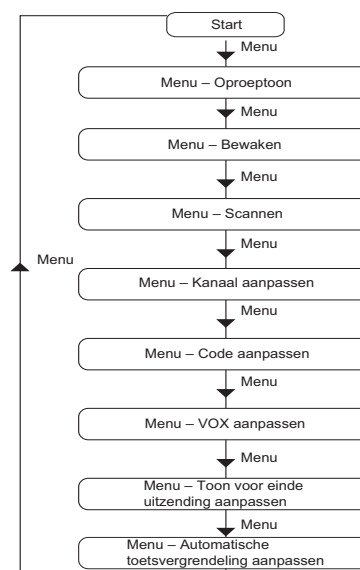 Start
Menu
Menu – Oproeptoon
Menu
Menu – Bewaken
Menu
Menu – Scannen
Menu
Menu
Menu – Kanaal aanpassen
Menu
Menu – Code aanpassen
Menu
Menu – VOX aanpassen
Menu
Menu – Toon voor einde
uitzending aanpassen
Menu
Menu – Automatische
toetsvergrendeling aanpassen